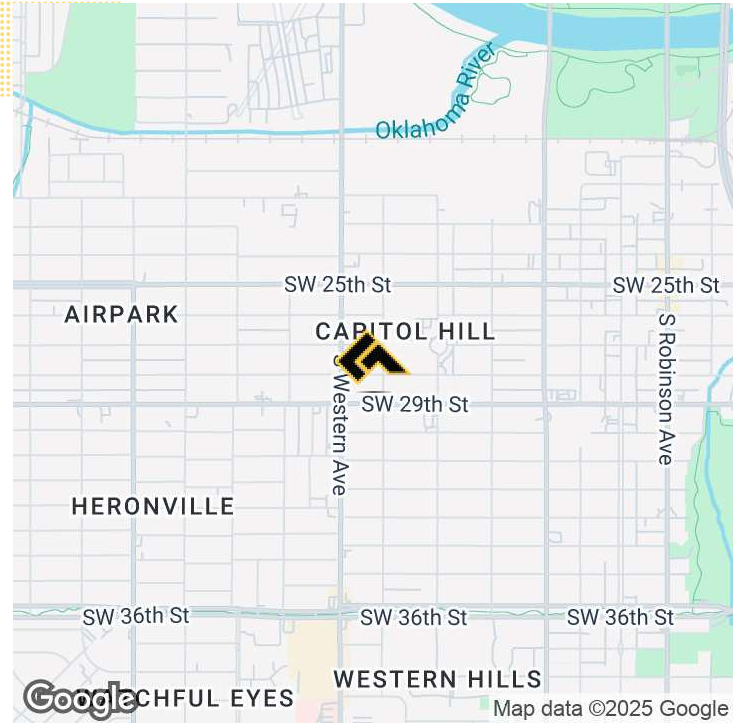 Oklahoma River
SW 25th St
SW 25th St
AIRPARK
CAPITOL HILL
S Western Ave
S Robinson Ave
SW 29th St
HERONVILLE
SW 36th St
SW 36th St
SW 36th St
WESTERN HILLS
Google
WATCHFUL EYES
Map data ©2025 Google